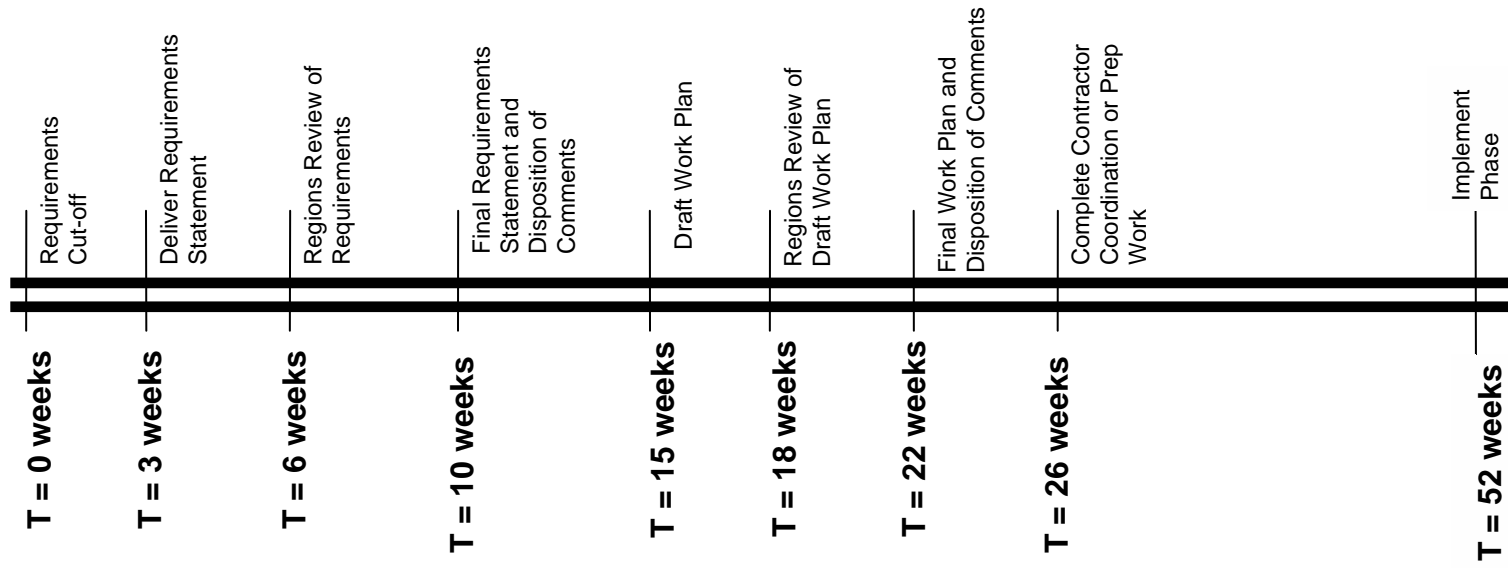 T = 0 weeks
Requirements
Cut-off
T = 3 weeks
Deliver Requirements
Statement
T = 6 weeks
Regions Review of
Requirements
T = 10 weeks
Final Requirements
Statement and
Disposition of
Comments
T = 15 weeks
Draft Work Plan
T = 18 weeks
Regions Review of
Draft Work Plan
T = 22 weeks
Final Work Plan and
Disposition of Comments
T = 26 weeks
Complete Contractor
Coordination or Prep
Work
T = 52 weeks
Implement
Phase